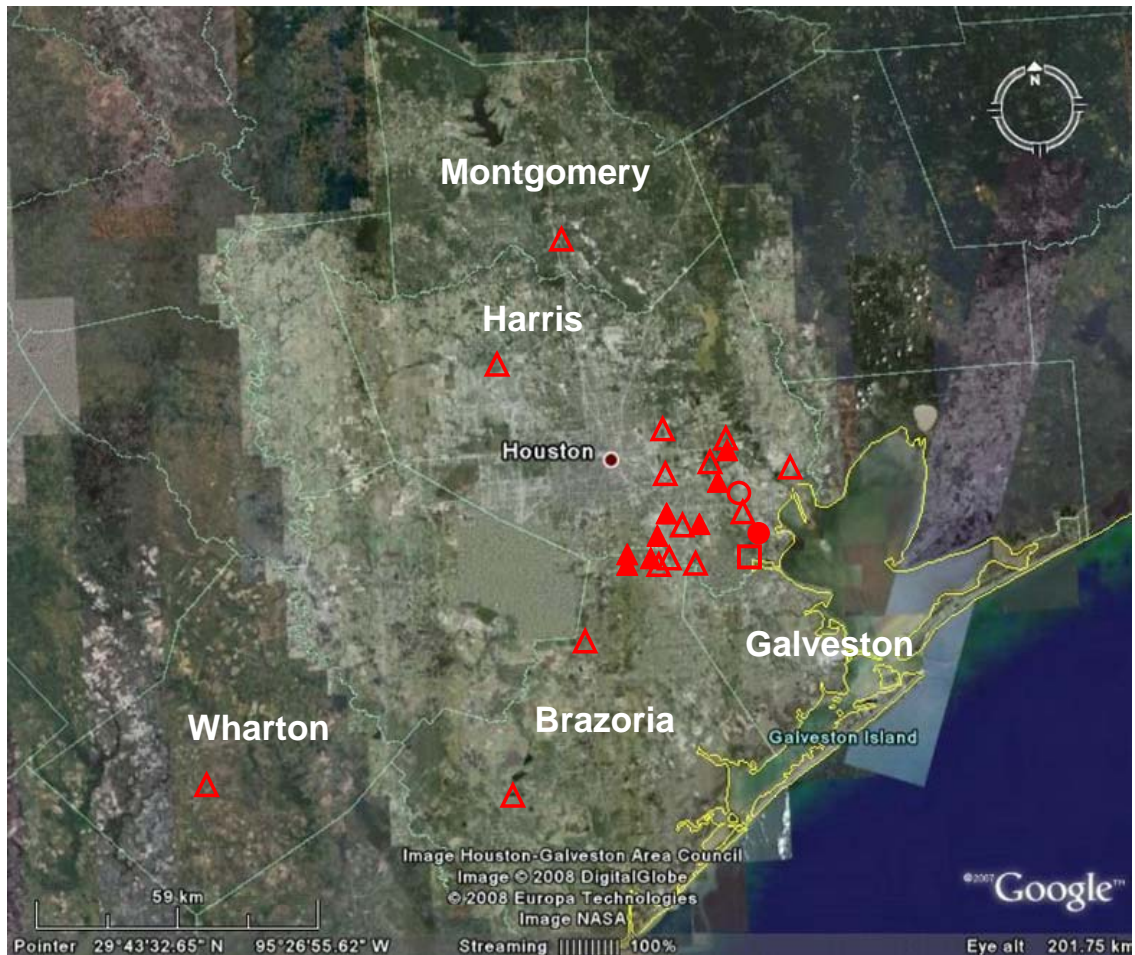 N
Montgomery
Harris
Houston
Galveston
Wharton
Brazoria
Galveston Island
Image Houston-Galveston Area Council
Image © 2008 DigitalGlobe
© 2008 Europa Technologies
Image NASA
59 km
©2007 Google™
Pointer 29°43'32.65" N 95°26'55.62" W Streaming ||||||||| 100% Eye alt 201.75 km